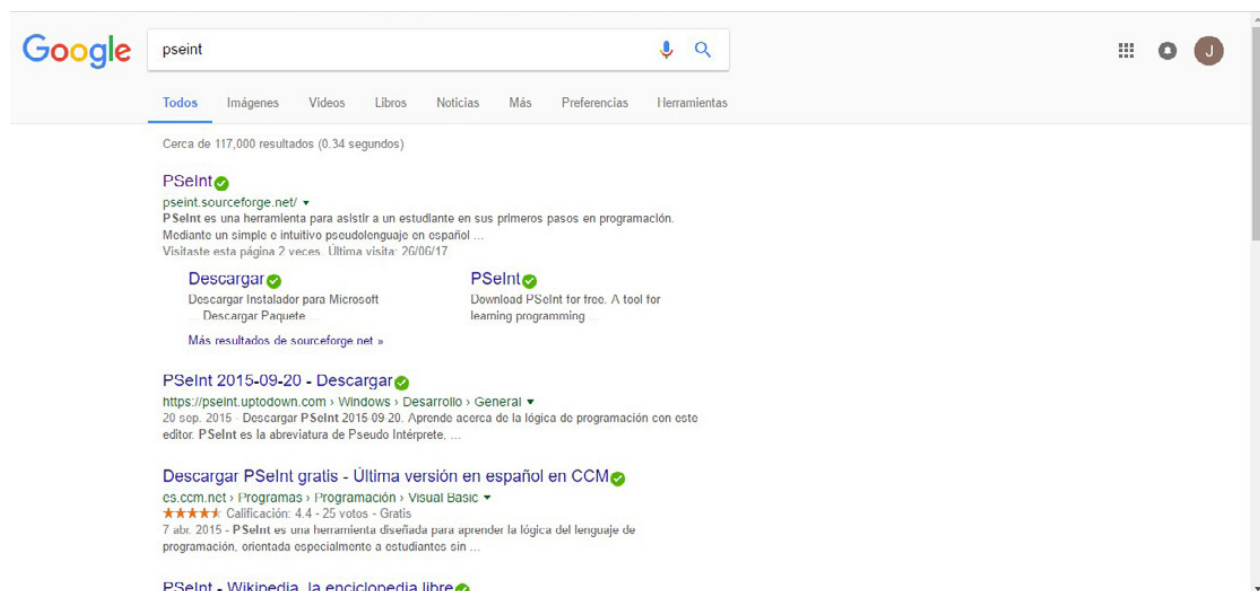 Google
pseint
J
Todos Imágenes Videos Libros Noticias Más Preferencias Herramientas
Cerca de 117,000 resultados (0.34 segundos)
PSeInt
pseint.sourceforge.net/
PSeInt es una herramienta para asistir a un estudiante en sus primeros pasos en programación.
Mediante un simple e intuitivo pseudolenguaje en español ...
Visitaste esta página 2 veces. Última visita: 26/06/17
Descargar
Descargar Instalador para Microsoft
... Descargar Paquete ...
PSeInt
Download PSeInt for free. A tool for
learning programming ...
Más resultados de sourceforge.net »
PSeInt 2015-09-20 - Descargar
https://pseint.uptodown.com › Windows › Desarrollo › General
20 sep. 2015 - Descargar PSeInt 2015-09-20. Aprende acerca de la lógica de programación con este
editor. PSeInt es la abreviatura de Pseudo Intérprete, ...
Descargar PSeInt gratis - Última versión en español en CCM
es.ccm.net › Programas › Programación › Visual Basic
Calificación: 4.4 - 25 votos - Gratis
7 abr. 2015 - PSeInt es una herramienta diseñada para aprender la lógica del lenguaje de
programación, orientada especialmente a estudiantes sin ...
PSeInt - Wikipedia, la enciclopedia libre